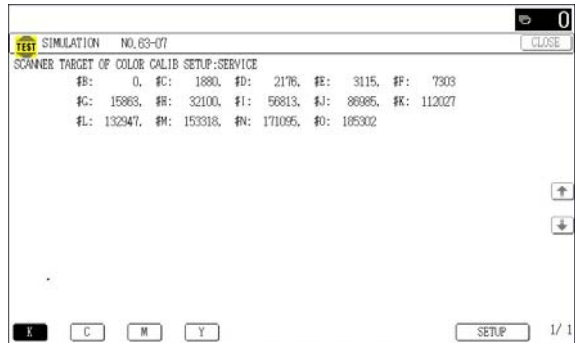 0
TEST SIMULATION NO.63-07 CLOSE
SCANNER TARGET OF COLOR CALIB SETUP:SERVICE
#B: 0, #C: 1880, #D: 2176, #E: 3115, #F: 7303
#G: 15863, #H: 32100, #I: 56813, #J: 86985, #K: 112027
#L: 132947, #M: 153318, #N: 171095, #O: 185302
K C M Y SETUP 1/ 1